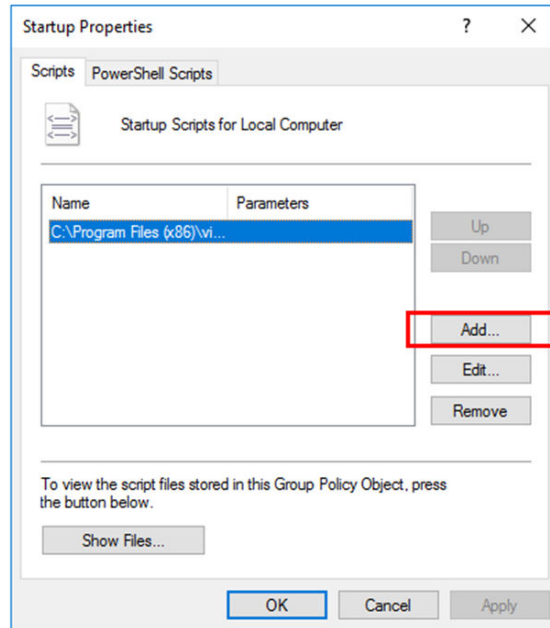 Startup Properties
?
Scripts
PowerShell Scripts
Startup Scripts for Local Computer
Name Parameters
C:\Program Files (x86)\vi...
Up
Down
Add...
Edit...
Remove
To view the script files stored in this Group Policy Object, press
the button below.
Show Files...
OK Cancel Apply